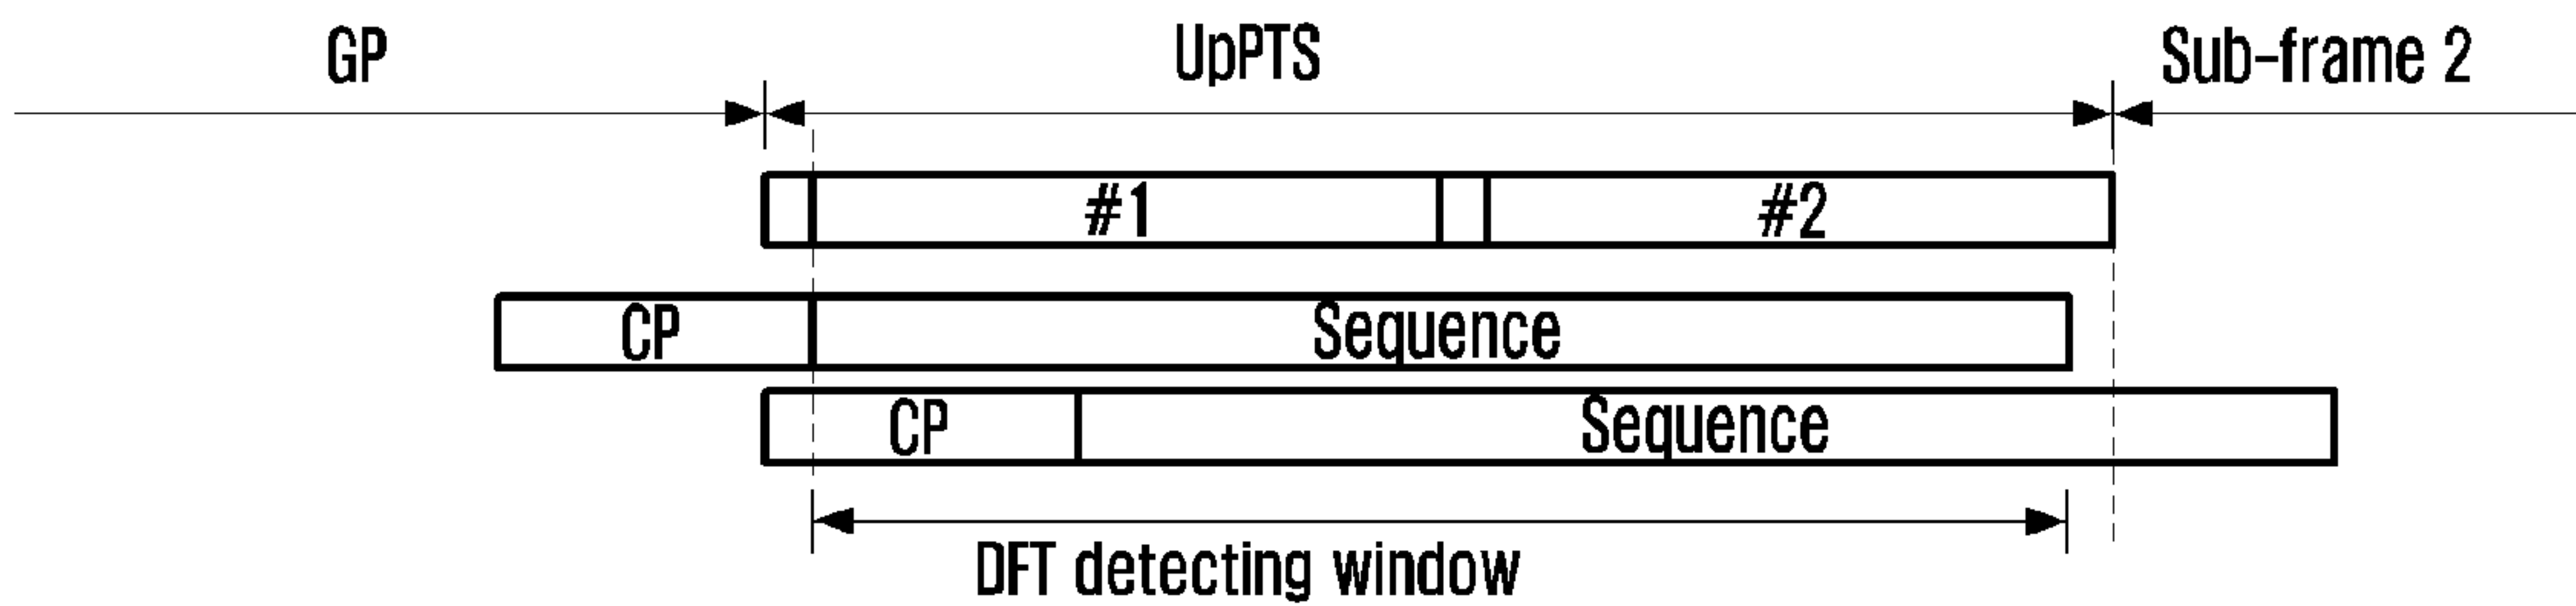 GP UpPTS Sub-frame 2
#1 #2
CP Sequence
CP Sequence
DFT detecting window